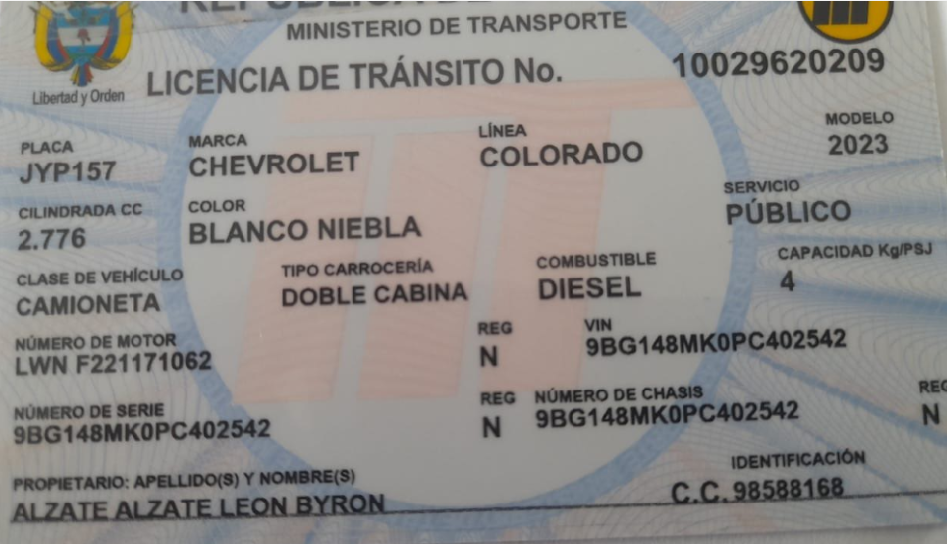 REPÚBLICA DE
MINISTERIO DE TRANSPORTE
Libertad y Orden
LICENCIA DE TRÁNSITO No. 10029620209
PLACA MARCA LÍNEA MODELO
JYP157 CHEVROLET COLORADO 2023
CILINDRADA CC COLOR SERVICIO
2.776 BLANCO NIEBLA PÚBLICO
CLASE DE VEHÍCULO TIPO CARROCERÍA COMBUSTIBLE CAPACIDAD Kg/PSJ
CAMIONETA DOBLE CABINA DIESEL 4
NÚMERO DE MOTOR REG VIN
LWN F221171062 N 9BG148MK0PC402542
NÚMERO DE SERIE REG NÚMERO DE CHASIS REG
9BG148MK0PC402542 N 9BG148MK0PC402542 N
PROPIETARIO: APELLIDO(S) Y NOMBRE(S) IDENTIFICACIÓN
ALZATE ALZATE LEON BYRON C.C. 98588168